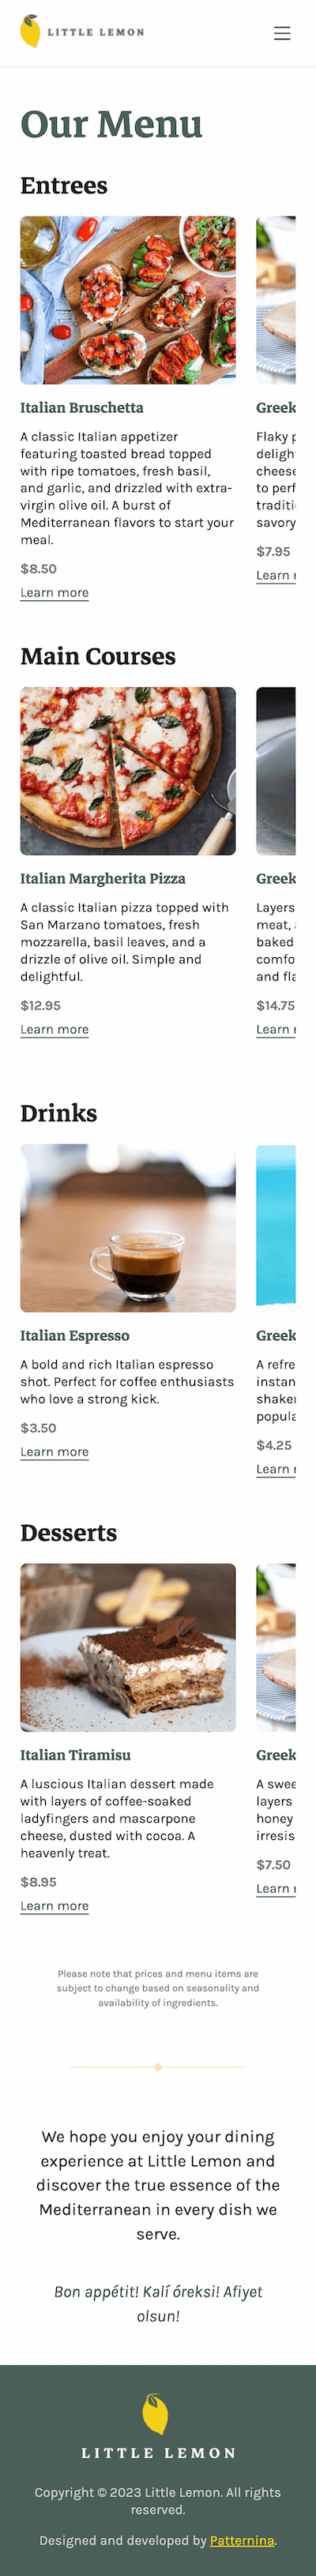 LITTLE LEMON
Our Menu
Entrees
Italian Bruschetta
A classic Italian appetizer
featuring toasted bread topped
with ripe tomatoes, fresh basil,
and garlic, and drizzled with extra-
virgin olive oil. A burst of
Mediterranean flavors to start your
meal.
$8.50
Learn more
Greek
Flaky
cheese
to
savory
$7.95
Learn
Main Courses
Italian Margherita Pizza
A classic Italian pizza topped with
San Marzano tomatoes, fresh
mozzarella, basil leaves, and a
drizzle of olive oil. Simple and
delightful.
$12.95
Learn more
Greek
Layers
meat,
baked
and
$14.75
Learn
Drinks
Italian Espresso
A bold and rich Italian espresso
shot. Perfect for coffee enthusiasts
who love a strong kick.
$3.50
Learn more
Greek
A refre
instan
shake
popula
$4.25
Learn
Desserts
Italian Tiramisu
A luscious Italian dessert made
with layers of coffee-soaked
ladyfingers and mascarpone
cheese, dusted with cocoa. A
heavenly treat.
$8.95
Learn more
Greek
A swee
layers
honey
irresis
$7.50
Learn
Please note that prices and menu items are
subject to change based on seasonality and
availability of ingredients.
We hope you enjoy your dining
experience at Little Lemon and
discover the true essence of the
Mediterranean in every dish we
serve.
Bon appétit! Kalí óreksi! Afiyet
olsun!
LITTLE LEMON
Copyright © 2023 Little Lemon. All rights
reserved.
Designed and developed by Patternina.